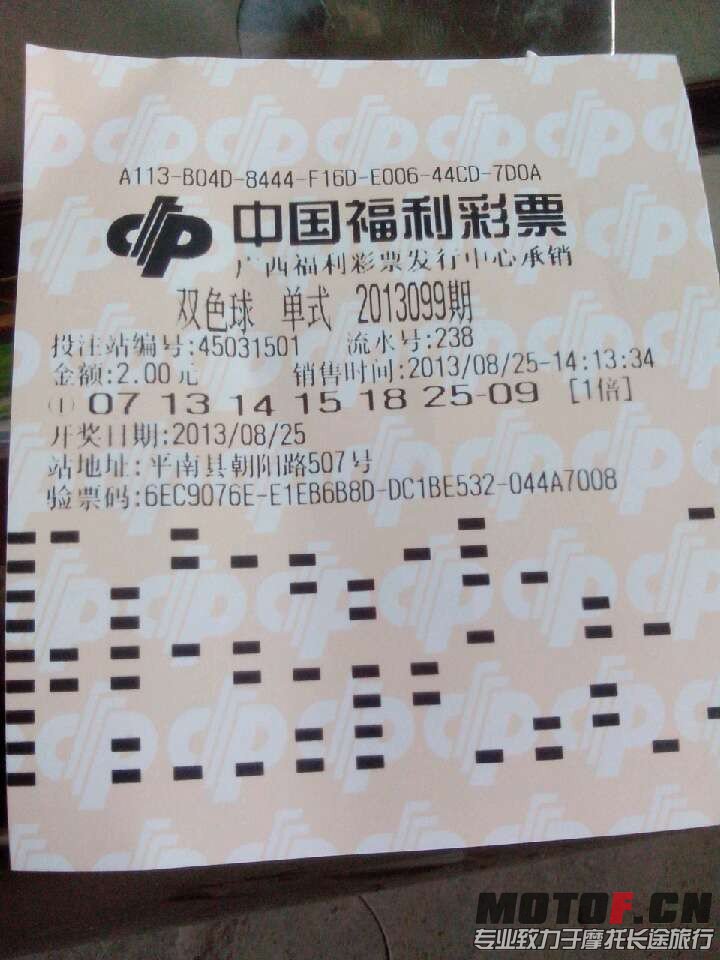 A113-B04D-8444-F16D-E006-44CD-7D0A
中国福利彩票
广西福利彩票发行中心承销
双色球 单式 2013099期
投注站编号:45031501 流水号:238
金额:2.00元 销售时间:2013/08/25-14:13:34
(1) 07 13 14 15 18 25-09 [1倍]
开奖日期:2013/08/25
站地址:平南县朝阳路507号
验票码:6EC9076E-E1EB6B8D-DC1BE532-044A7008
MOTOF.CN
专业致力于摩托长途旅行